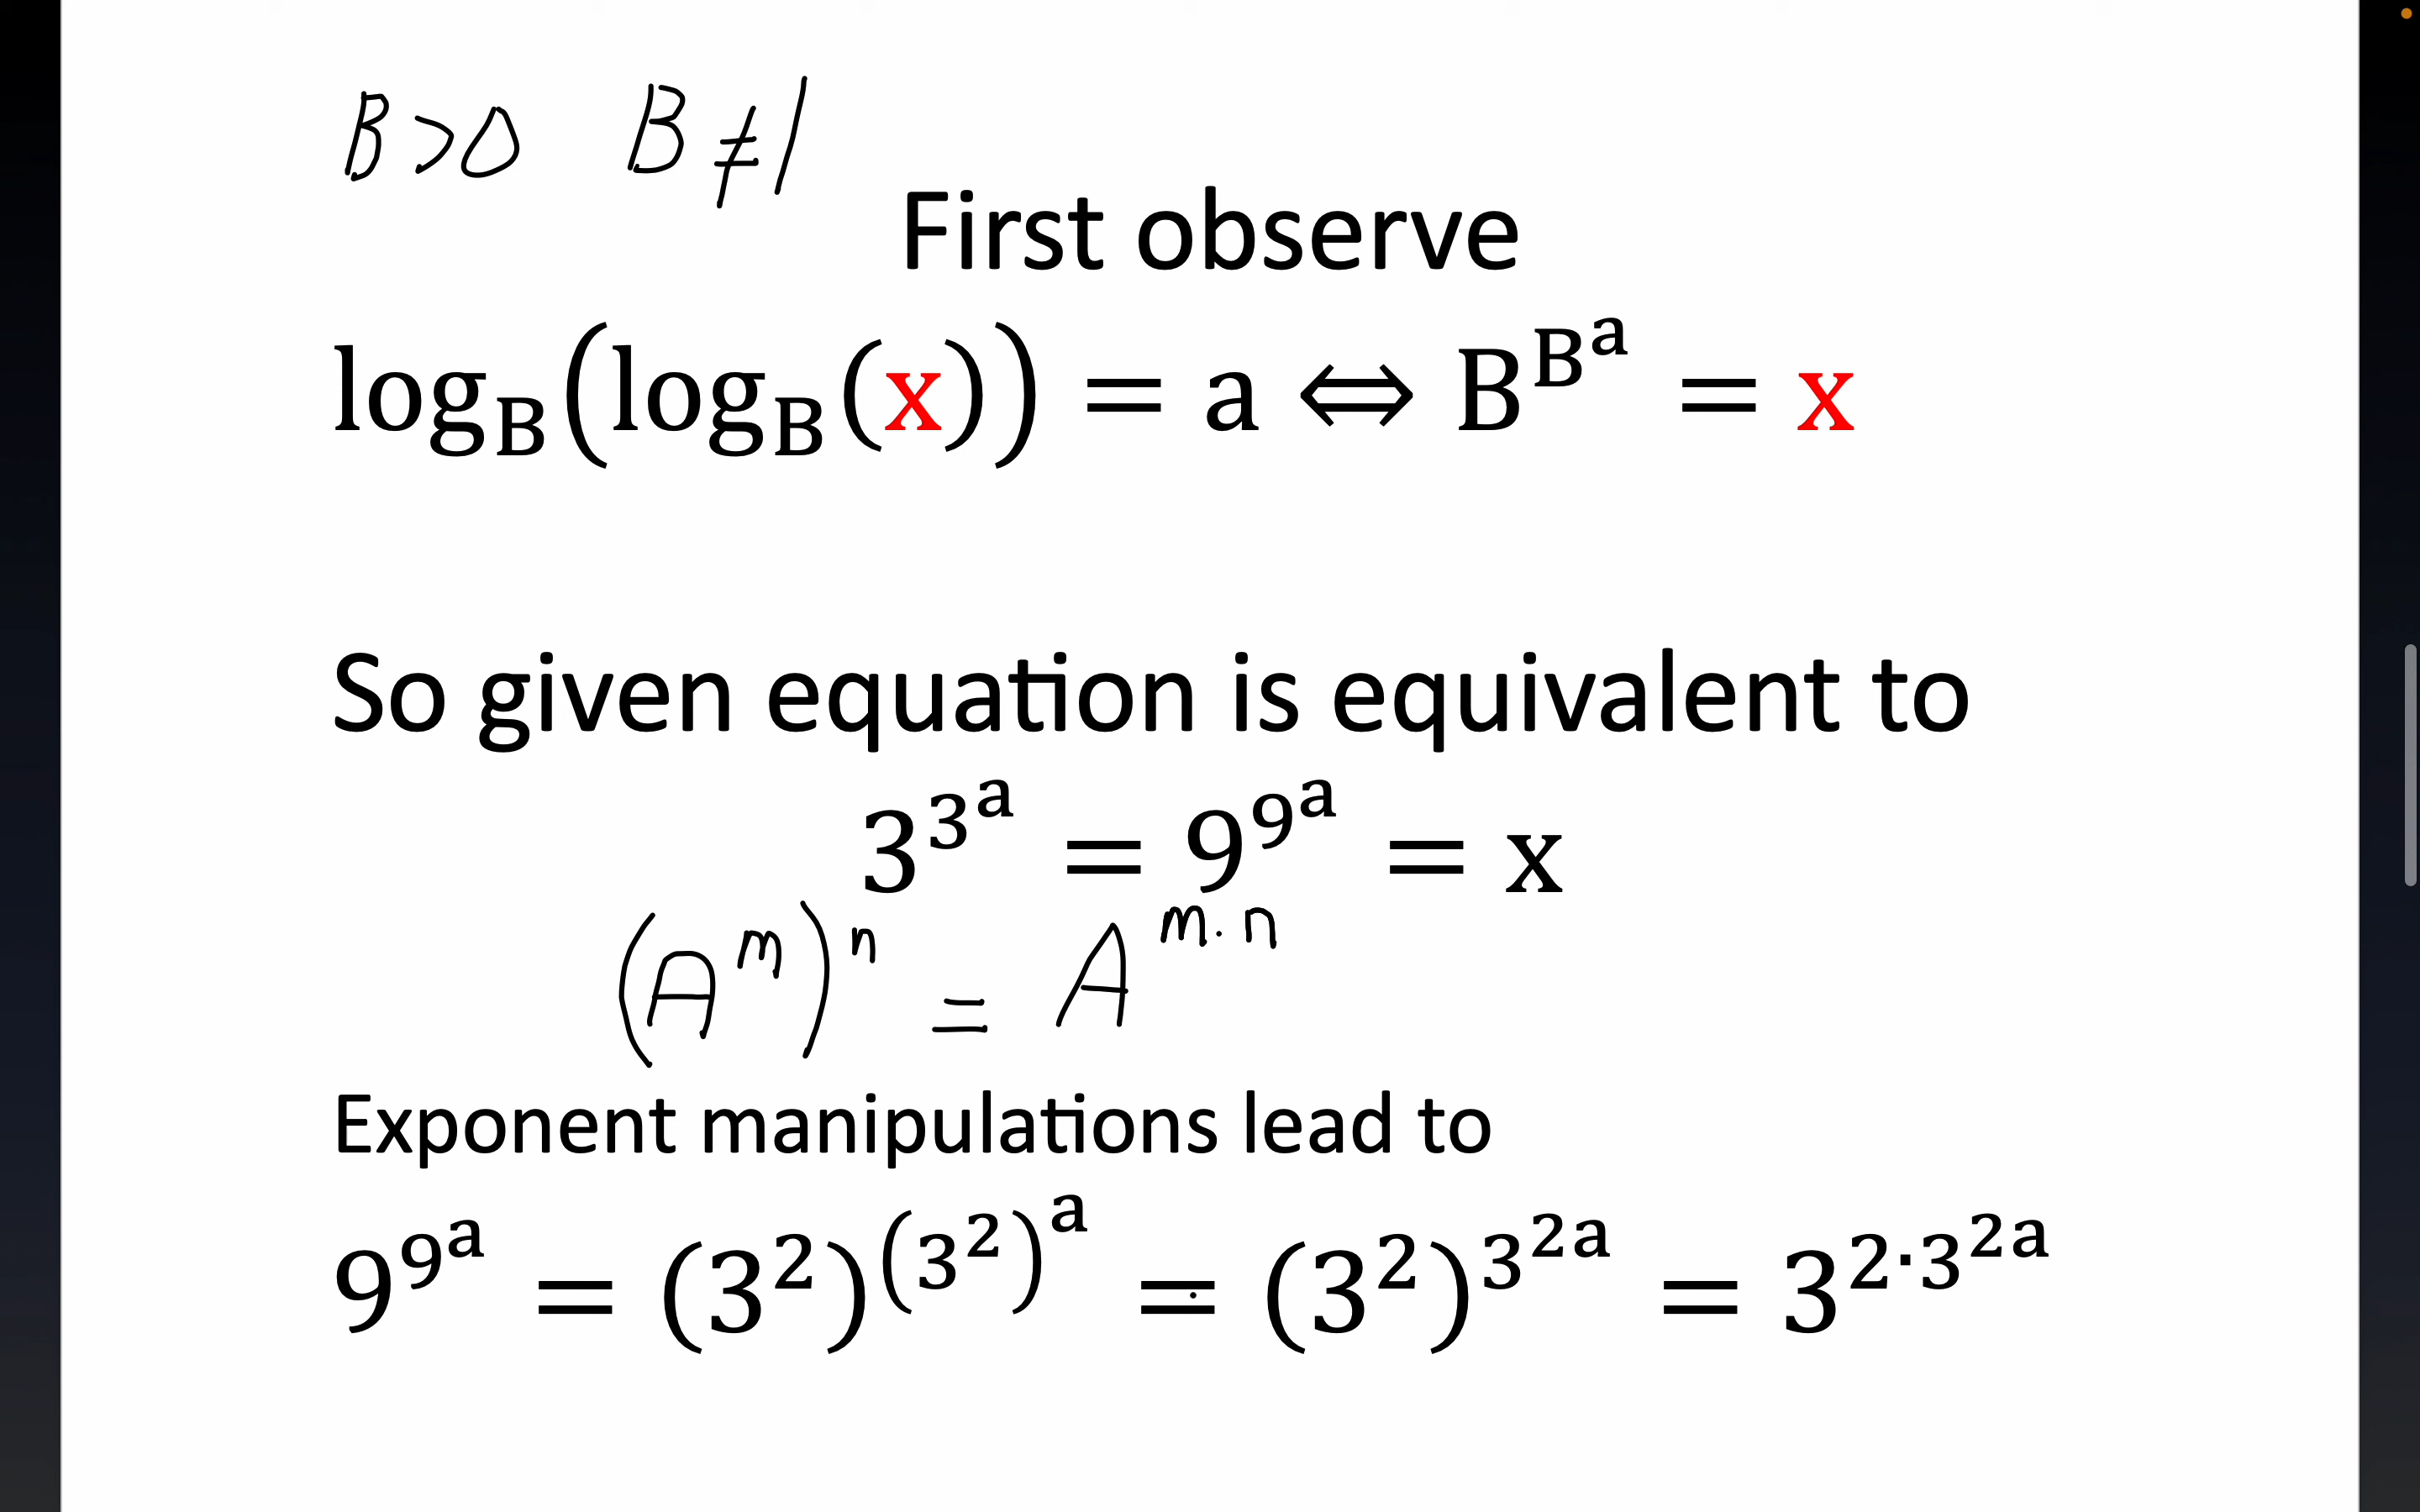 B>0 B≠1
First observe
log_B(log_B(x)) = a ⇔ B^{B^a} = x
So given equation is equivalent to
3^{3^a} = 9^{9^a} = x
(A^m)^n = A^{m·n}
Exponent manipulations lead to
9^{9^a} = (3^2)^{(3^2)^a} = (3^2)^{3^{2a}} = 3^{2·3^{2a}}